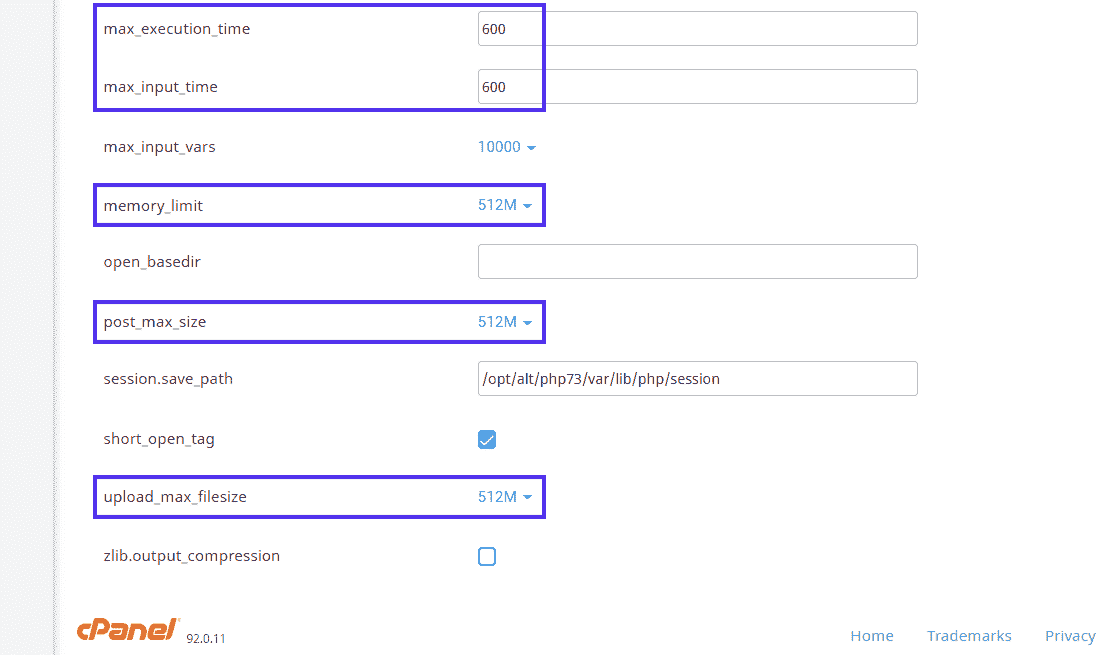 max_execution_time 600
max_input_time 600
max_input_vars 10000
memory_limit 512M
open_basedir
post_max_size 512M
session.save_path /opt/alt/php73/var/lib/php/session
short_open_tag
upload_max_filesize 512M
zlib.output_compression
cPanel 92.0.11
Home Trademarks Privacy